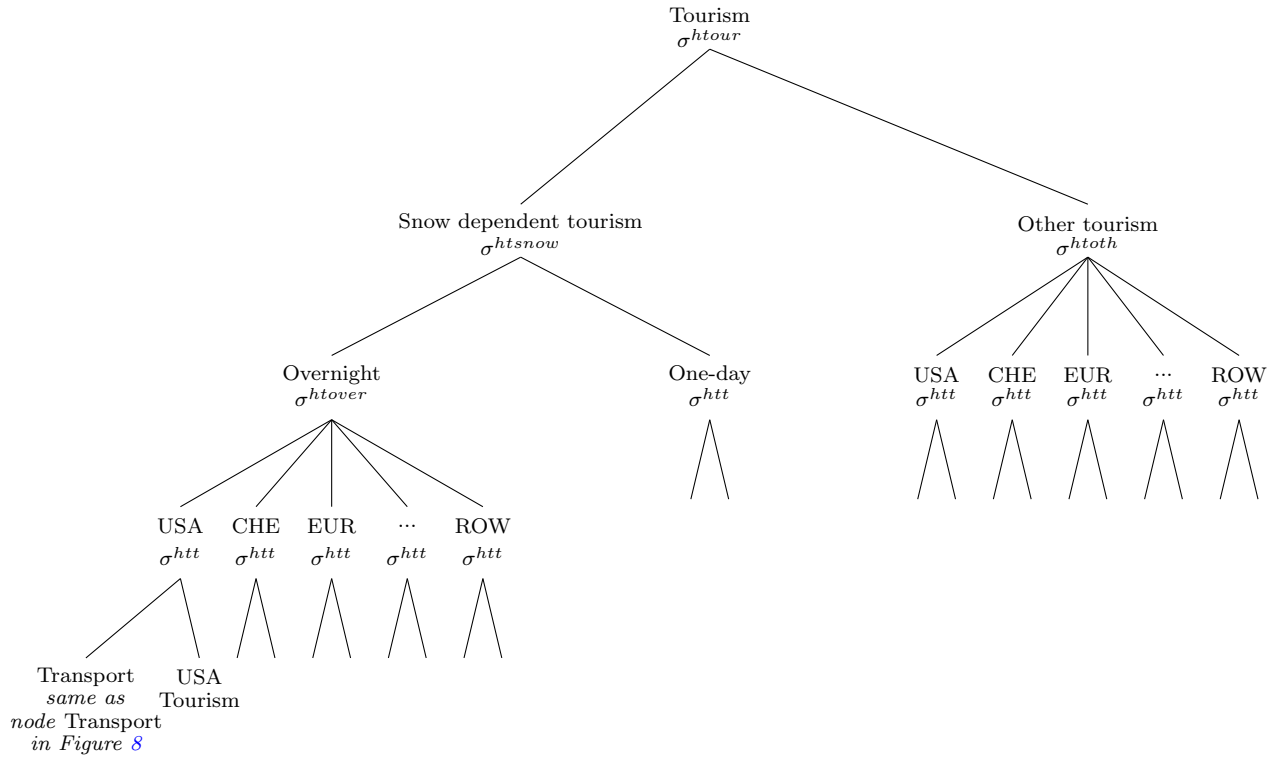 Tourism
σ^{htour}
Snow dependent tourism
σ^{htsnow}
Other tourism
σ^{htoth}
Overnight
σ^{htover}
One-day
σ^{htt}
USA CHE EUR ... ROW
σ^{htt} σ^{htt} σ^{htt} σ^{htt} σ^{htt}
USA CHE EUR ... ROW
σ^{htt} σ^{htt} σ^{htt} σ^{htt} σ^{htt}
Transport
same as
node Transport
in Figure 8
USA
Tourism